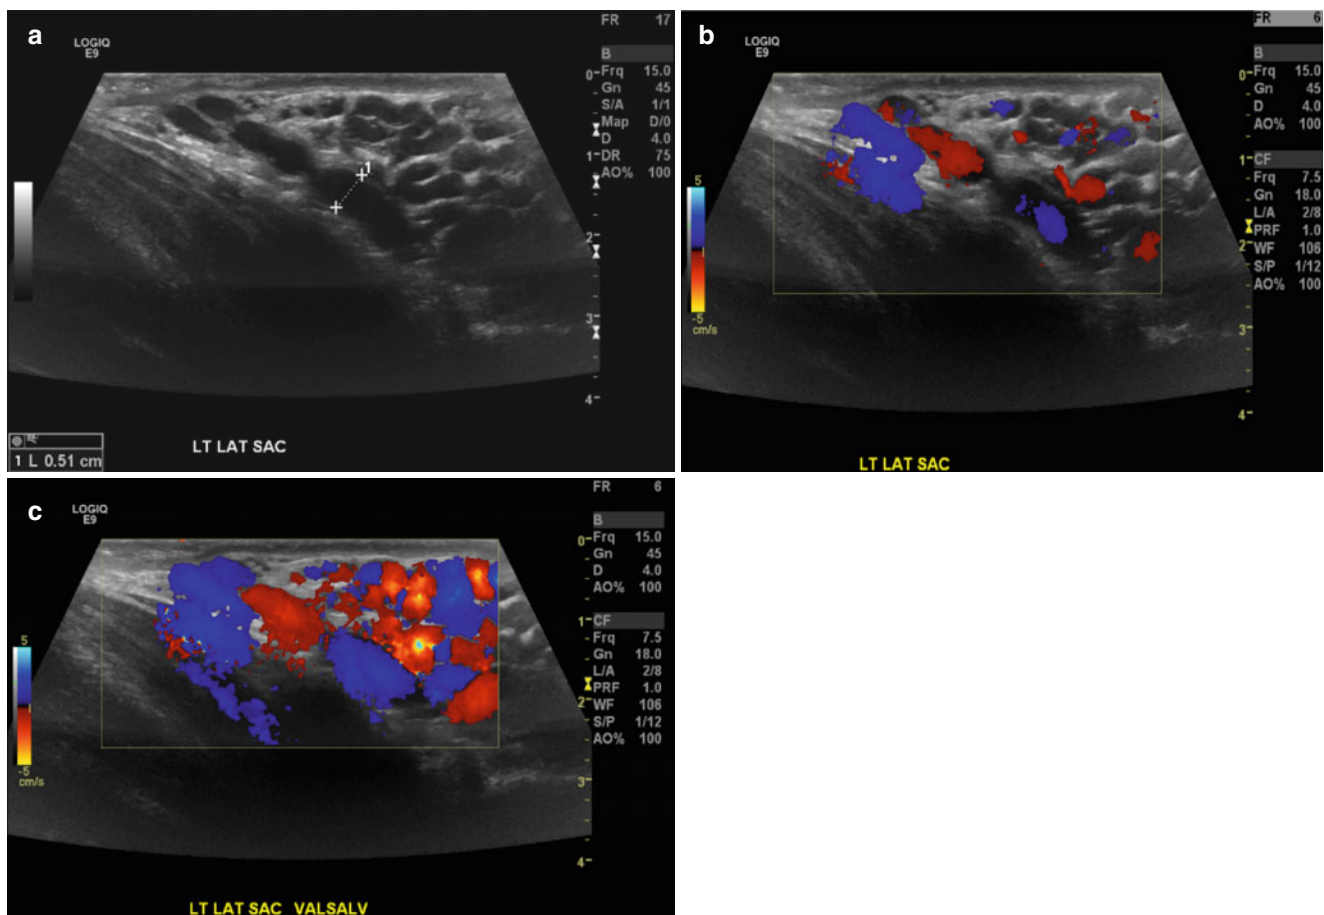 a
LOGIQ
E9
FR 17
B
Frq 15.0
Gn 45
S/A 1/1
Map D/0
D 4.0
DR 75
AO% 100
0
1
2
3
4
1
1 L 0.51 cm
LT LAT SAC
b
LOGIQ
E9
FR 6
B
Frq 15.0
Gn 45
D 4.0
AO% 100
CF
Frq 7.5
Gn 18.0
L/A 2/8
PRF 1.0
WF 106
S/P 1/12
AO% 100
0
1
2
3
4
5
-5
cm/s
LT LAT SAC
c
LOGIQ
E9
FR 6
B
Frq 15.0
Gn 45
D 4.0
AO% 100
CF
Frq 7.5
Gn 18.0
L/A 2/8
PRF 1.0
WF 106
S/P 1/12
AO% 100
0
1
2
3
4
5
-5
cm/s
LT LAT SAC VALSALV